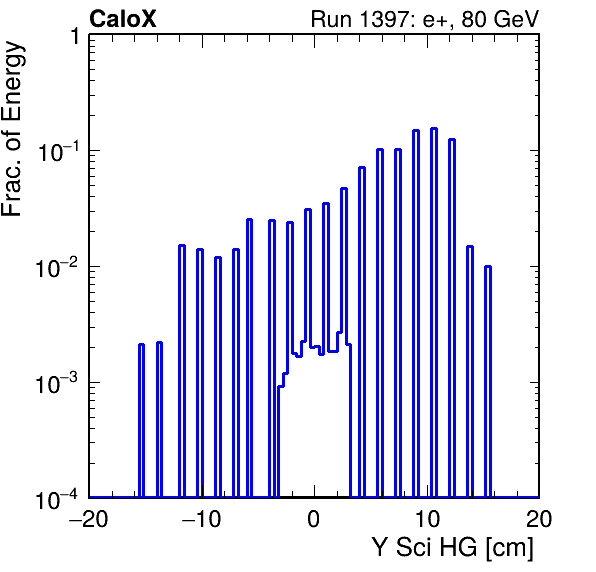 CaloX Run 1397: e+, 80 GeV
Frac. of Energy
1
10⁻¹
10⁻²
10⁻³
10⁻⁴
−20 −10 0 10 20
Y Sci HG [cm]